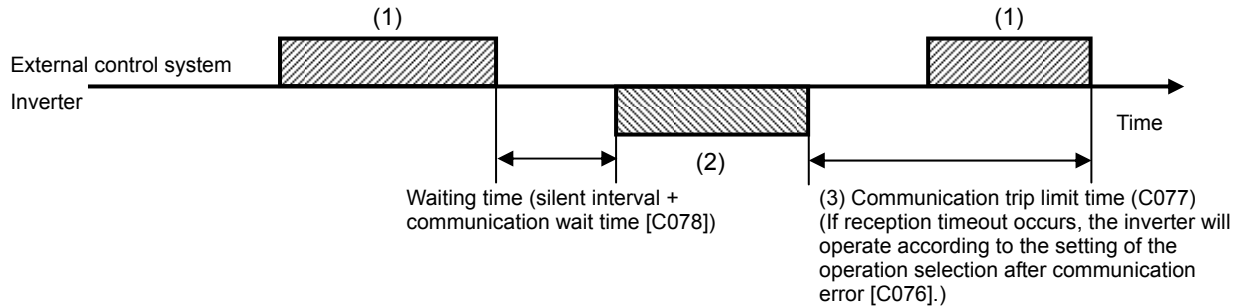 (1)
(1)
External control system
Inverter
Time
(2)
Waiting time (silent interval +
communication wait time [C078])
(3) Communication trip limit time (C077)
(If reception timeout occurs, the inverter will
operate according to the setting of the
operation selection after communication
error [C076].)